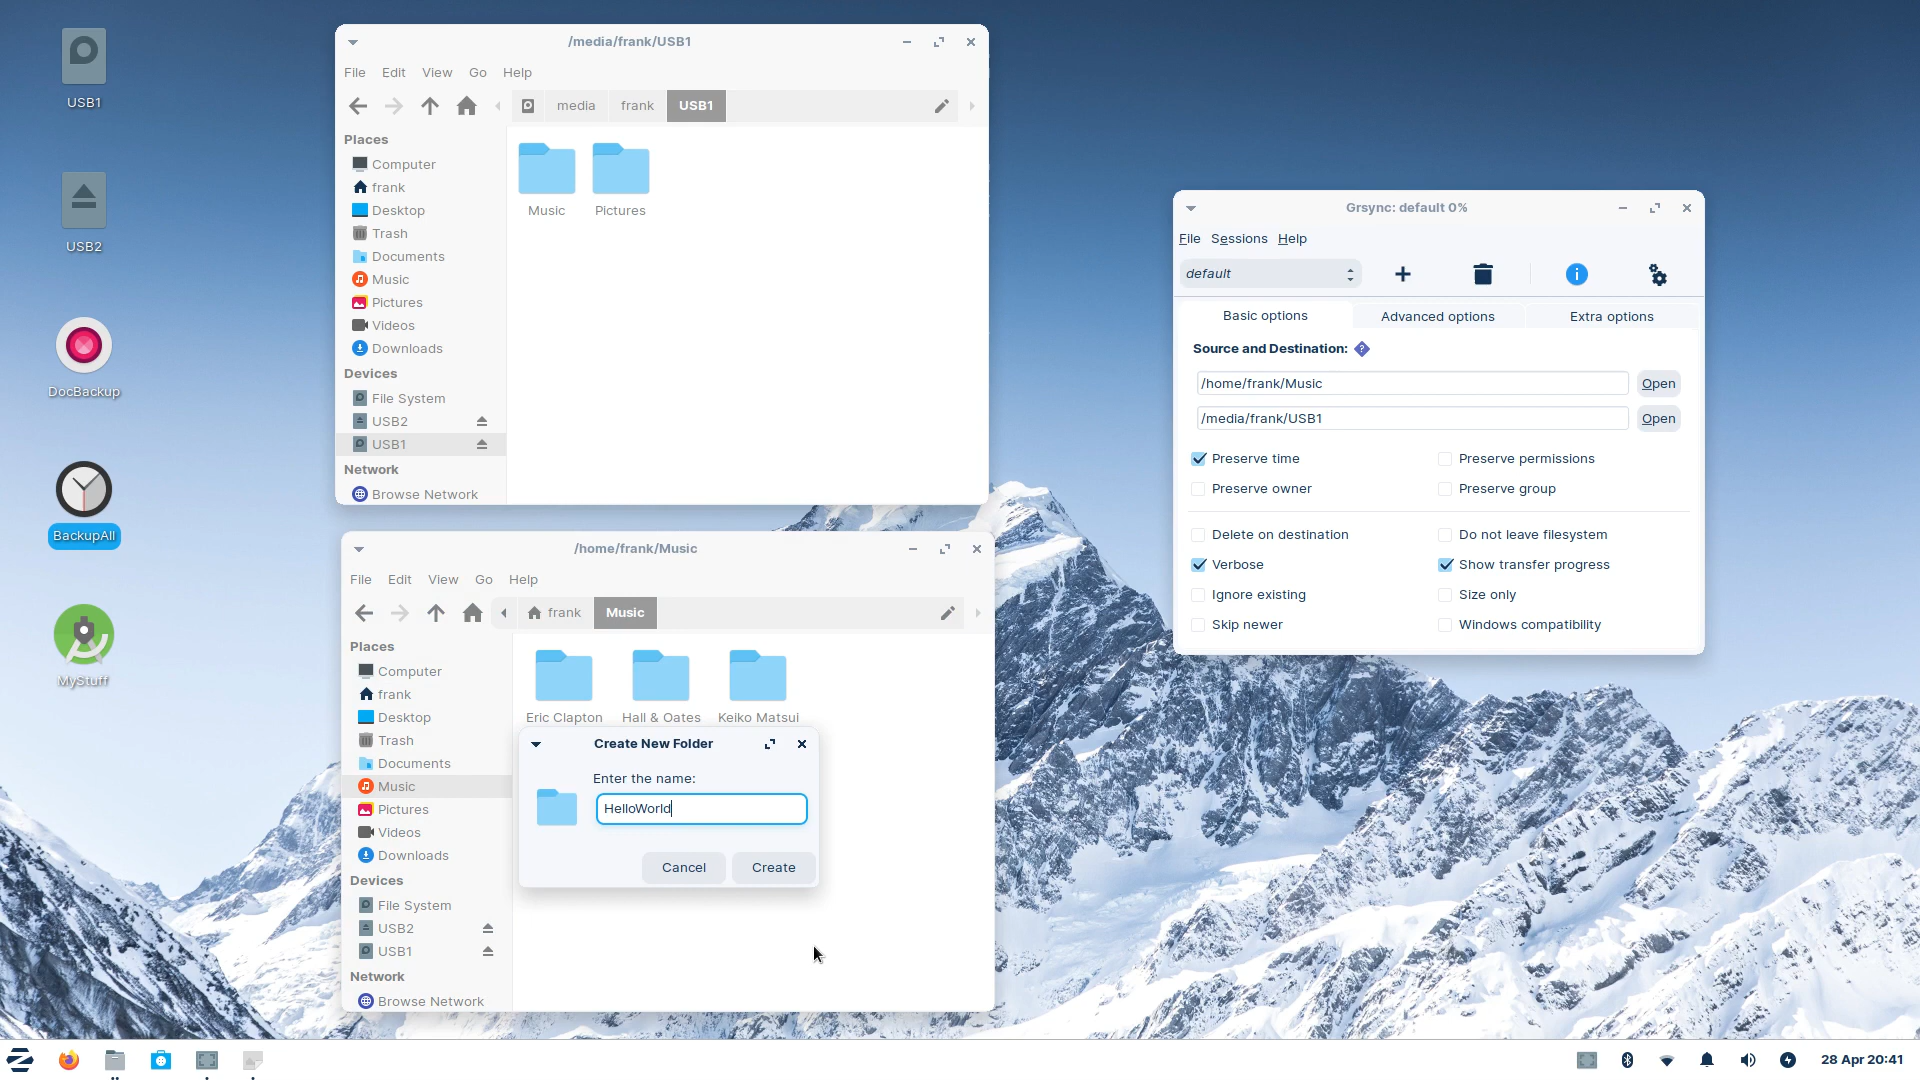 USB1
USB2
DocBackup
BackupAll
MyStuff
/media/frank/USB1
File Edit View Go Help
media frank USB1
Places
Computer
frank
Desktop
Trash
Documents
Music
Pictures
Videos
Downloads
Devices
File System
USB2
USB1
Network
Browse Network
Music Pictures
/home/frank/Music
File Edit View Go Help
frank Music
Places
Computer
frank
Desktop
Trash
Documents
Music
Pictures
Videos
Downloads
Devices
File System
USB2
USB1
Network
Browse Network
Eric Clapton Hall & Oates Keiko Matsui
Create New Folder
Enter the name:
HelloWorld
Cancel Create
Grsync: default 0%
File Sessions Help
default
Basic options Advanced options Extra options
Source and Destination:
/home/frank/Music Open
/media/frank/USB1 Open
Preserve time Preserve permissions
Preserve owner Preserve group
Delete on destination Do not leave filesystem
Verbose Show transfer progress
Ignore existing Size only
Skip newer Windows compatibility
28 Apr 20:41